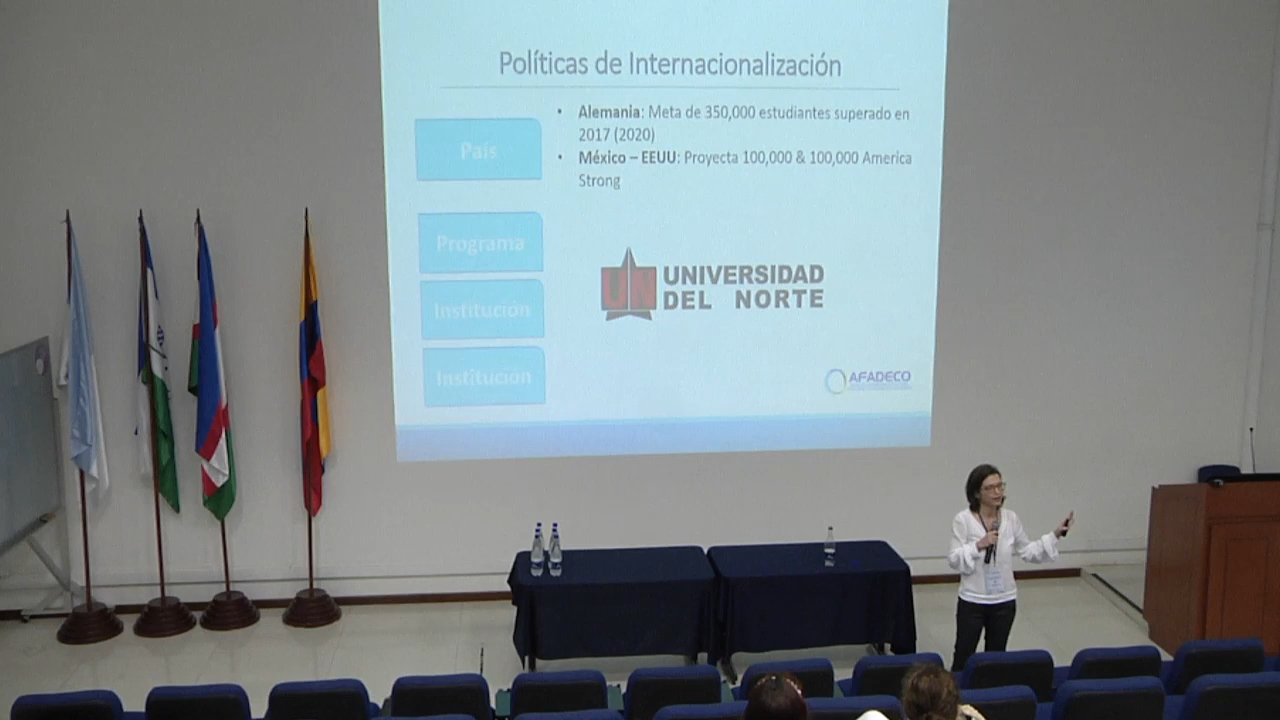 Políticas de Internacionalización
País
• Alemania: Meta de 350,000 estudiantes superado en
2017 (2020)
• México – EEUU: Proyecta 100,000 & 100,000 America
Strong
Programa
Institución
Institución
UN
UNIVERSIDAD
DEL NORTE
AFADECO